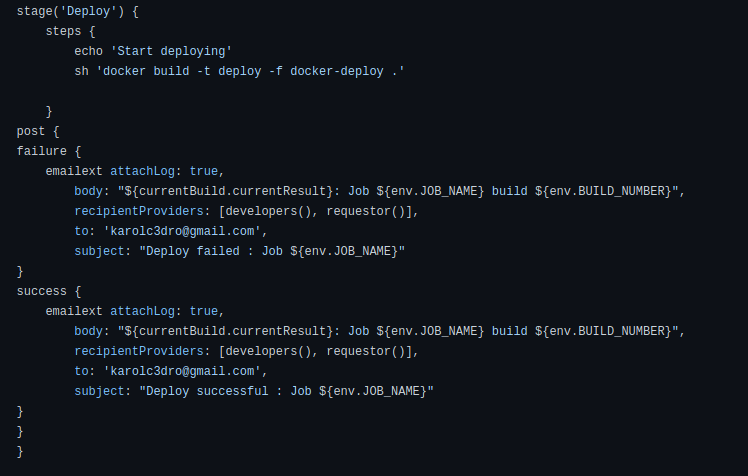 stage('Deploy') {
steps {
echo 'Start deploying'
sh 'docker build -t deploy -f docker-deploy .'
}
post {
failure {
emailext attachLog: true,
body: "${currentBuild.currentResult}: Job ${env.JOB_NAME} build ${env.BUILD_NUMBER}",
recipientProviders: [developers(), requestor()],
to: 'karolc3dro@gmail.com',
subject: "Deploy failed : Job ${env.JOB_NAME}"
}
success {
emailext attachLog: true,
body: "${currentBuild.currentResult}: Job ${env.JOB_NAME} build ${env.BUILD_NUMBER}",
recipientProviders: [developers(), requestor()],
to: 'karolc3dro@gmail.com',
subject: "Deploy successful : Job ${env.JOB_NAME}"
}
}
}